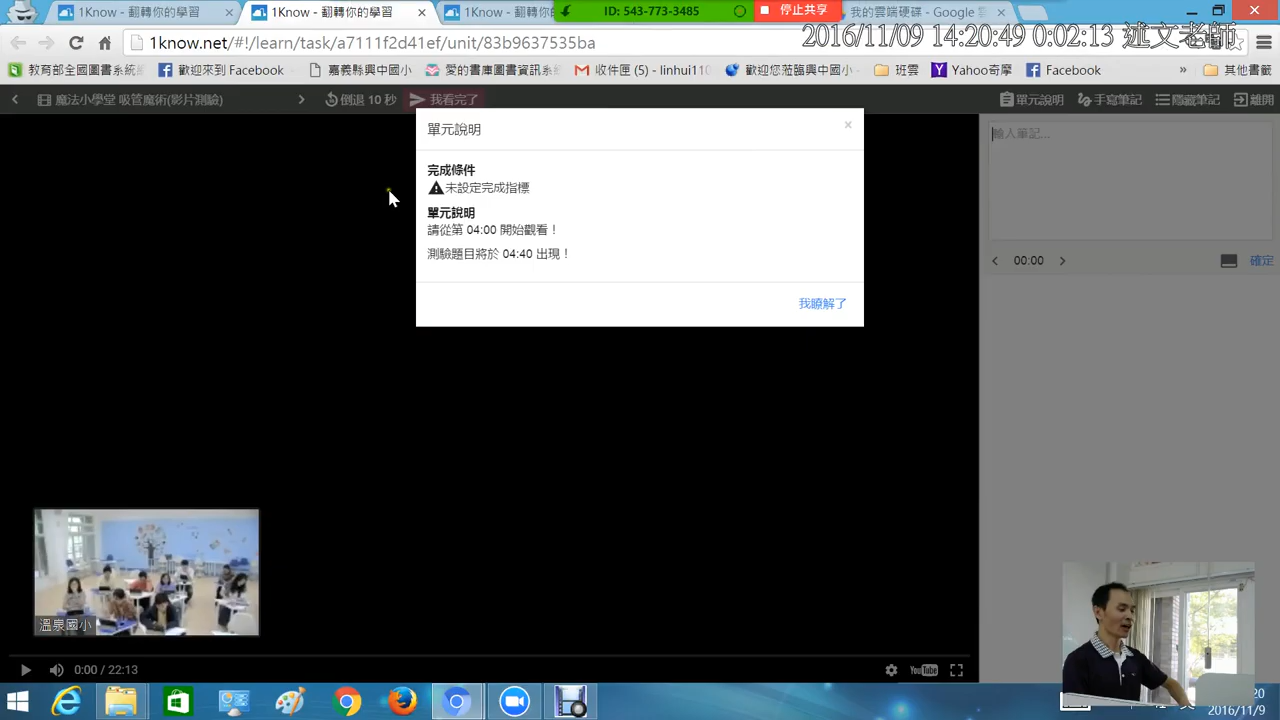 1Know - 翻轉你的學習
1Know - 翻轉你的學習
1Know - 翻轉你的
ID: 543-773-3485
停止共享
我的雲端硬碟 - Google 雲
1know.net/#!/learn/task/a7111f2d41ef/unit/83b9637535ba
2016/11/09 14:20:49 0:02:13 述文老師
教育部全國圖書系統
歡迎來到 Facebook
嘉義縣興中國小
愛的書庫圖書資訊系
收件匣 (5) - linhui110
歡迎您蒞臨興中國小
班雲
Yahoo奇摩
Facebook
»
其他書籤
魔法小學堂 吸管魔術(影片測驗)
倒退 10 秒
我看完了
單元說明
手寫筆記
隱藏筆記
離開
單元說明
×
完成條件
未設定完成指標
單元說明
請從第 04:00 開始觀看！
測驗題目將於 04:40 出現！
我瞭解了
輸入筆記...
00:00
確定
溫泉國小
0:00 / 22:13
YouTube
2016/11/9